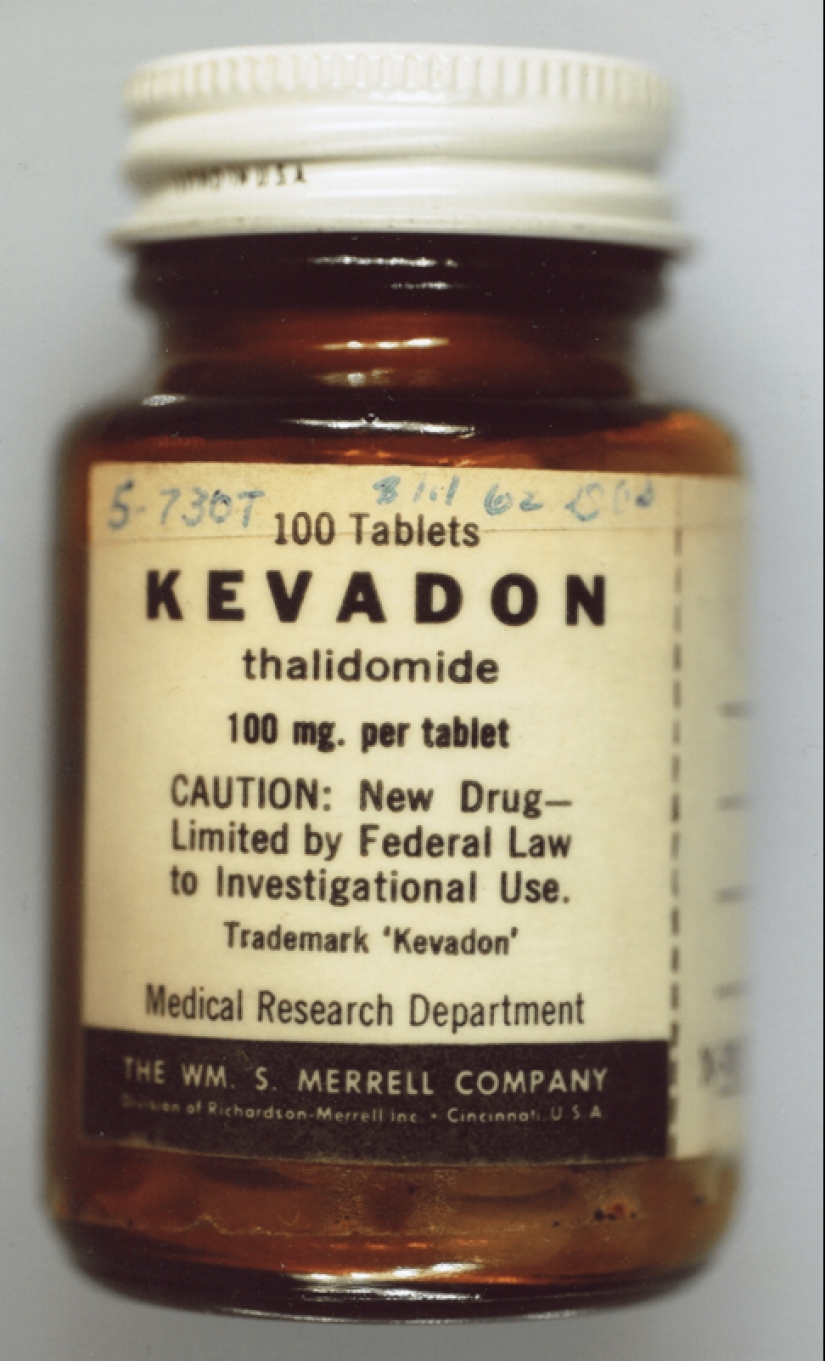 U S A
5-730T
62
100 Tablets
KEVADON
thalidomide
100 mg. per tablet
CAUTION: New Drug—
Limited by Federal Law
to Investigational Use.
Trademark ‘Kevadon’
Medical Research Department
THE WM. S. MERRELL COMPANY
Division of Richardson-Merrell Inc. • Cincinnati, U S A